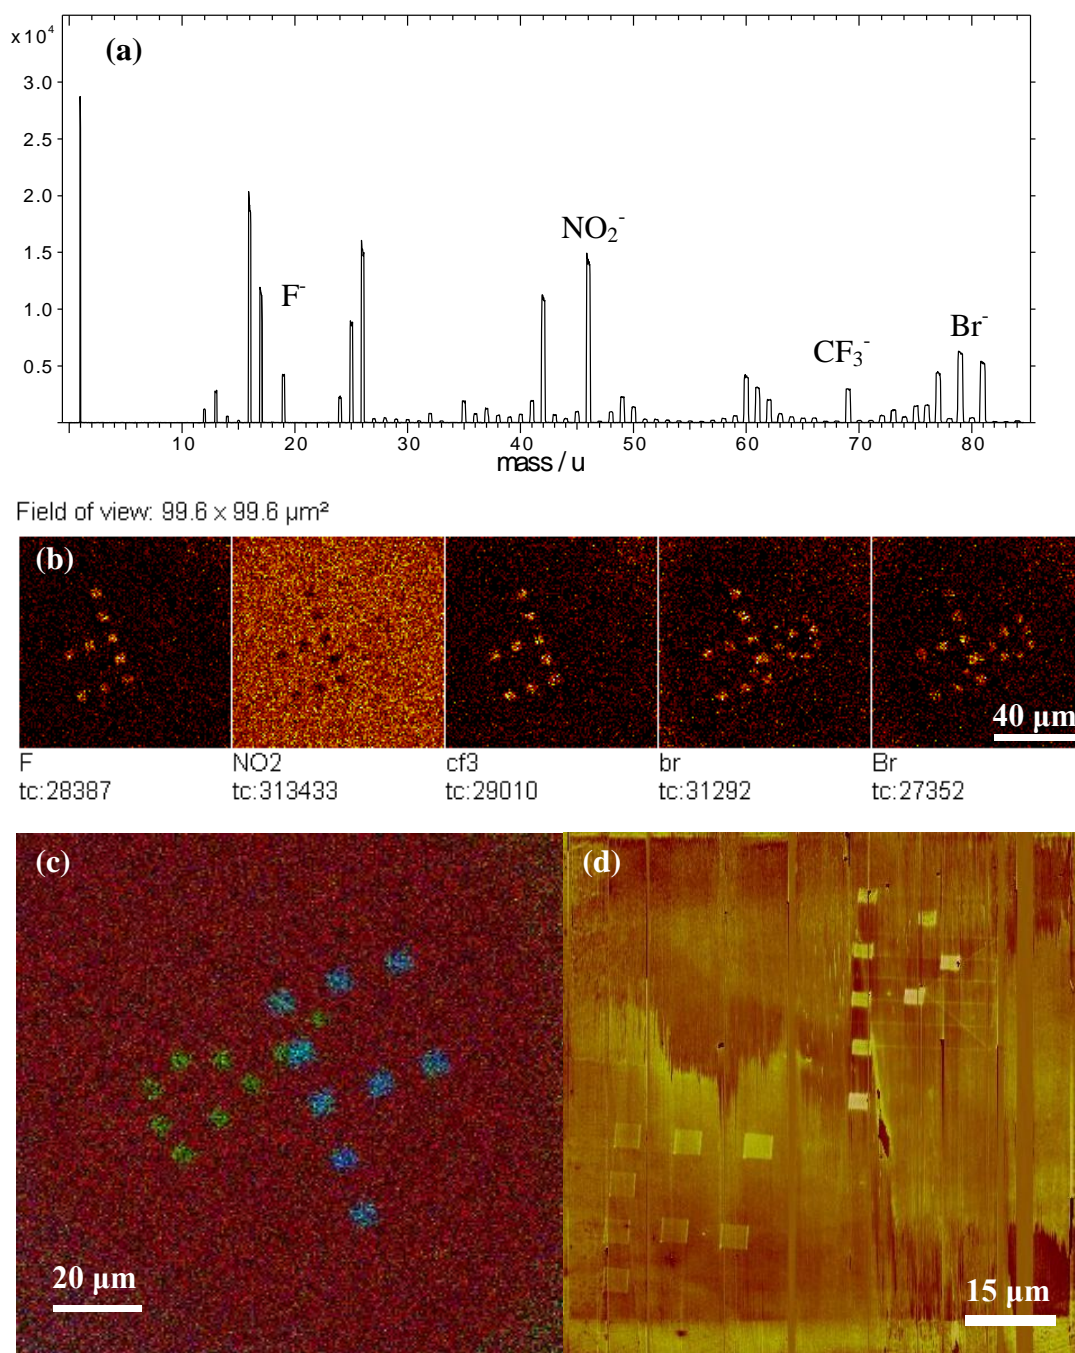 x10⁴
(a)
3.0
2.5
2.0
1.5
1.0
0.5
NO₂⁻
F⁻
CF₃⁻
Br⁻
10 20 30 40 50 60 70 80
mass / u
Field of view: 99.6 x 99.6 µm²
(b)
40 µm
F NO2 cf3 br Br
tc:28387 tc:313433 tc:29010 tc:31292 tc:27352
(c) (d)
20 µm
15 µm